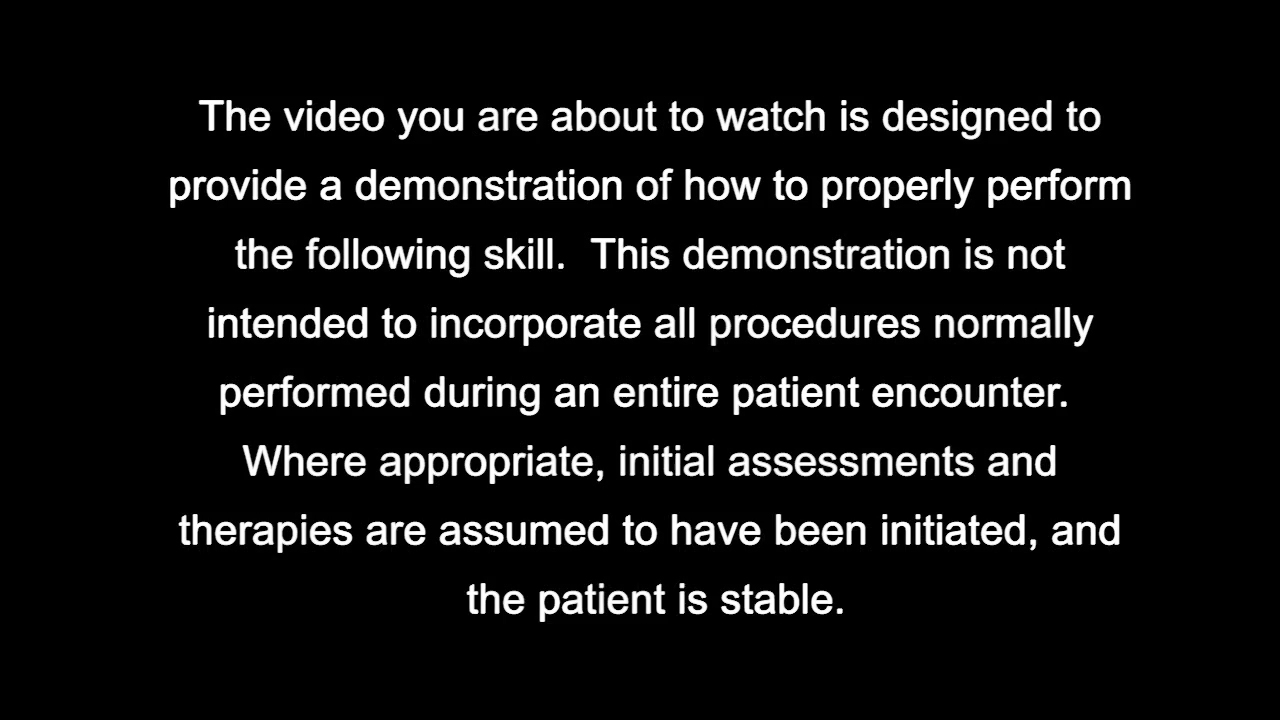 The video you are about to watch is designed to
provide a demonstration of how to properly perform
the following skill.  This demonstration is not
intended to incorporate all procedures normally
performed during an entire patient encounter.
Where appropriate, initial assessments and
therapies are assumed to have been initiated, and
the patient is stable.